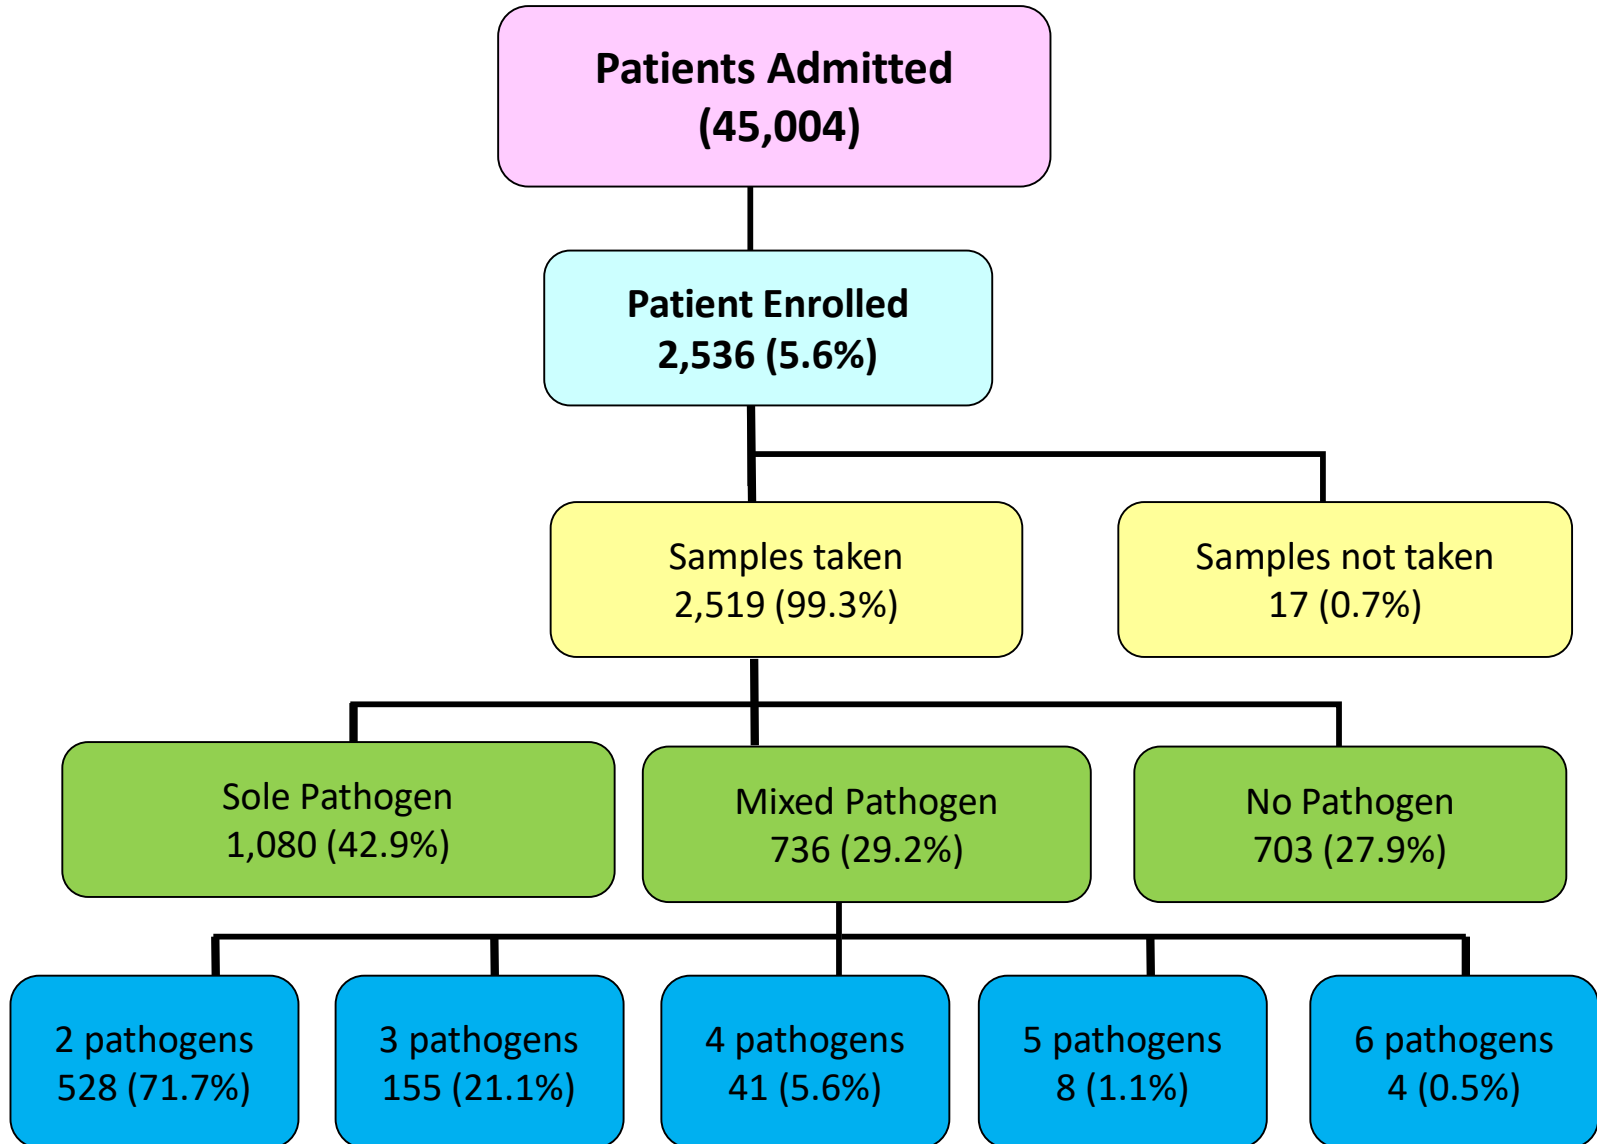 Patients Admitted
(45,004)
Patient Enrolled
2,536 (5.6%)
Samples taken
2,519 (99.3%)
Samples not taken
17 (0.7%)
Sole Pathogen
1,080 (42.9%)
Mixed Pathogen
736 (29.2%)
No Pathogen
703 (27.9%)
2 pathogens
528 (71.7%)
3 pathogens
155 (21.1%)
4 pathogens
41 (5.6%)
5 pathogens
8 (1.1%)
6 pathogens
4 (0.5%)